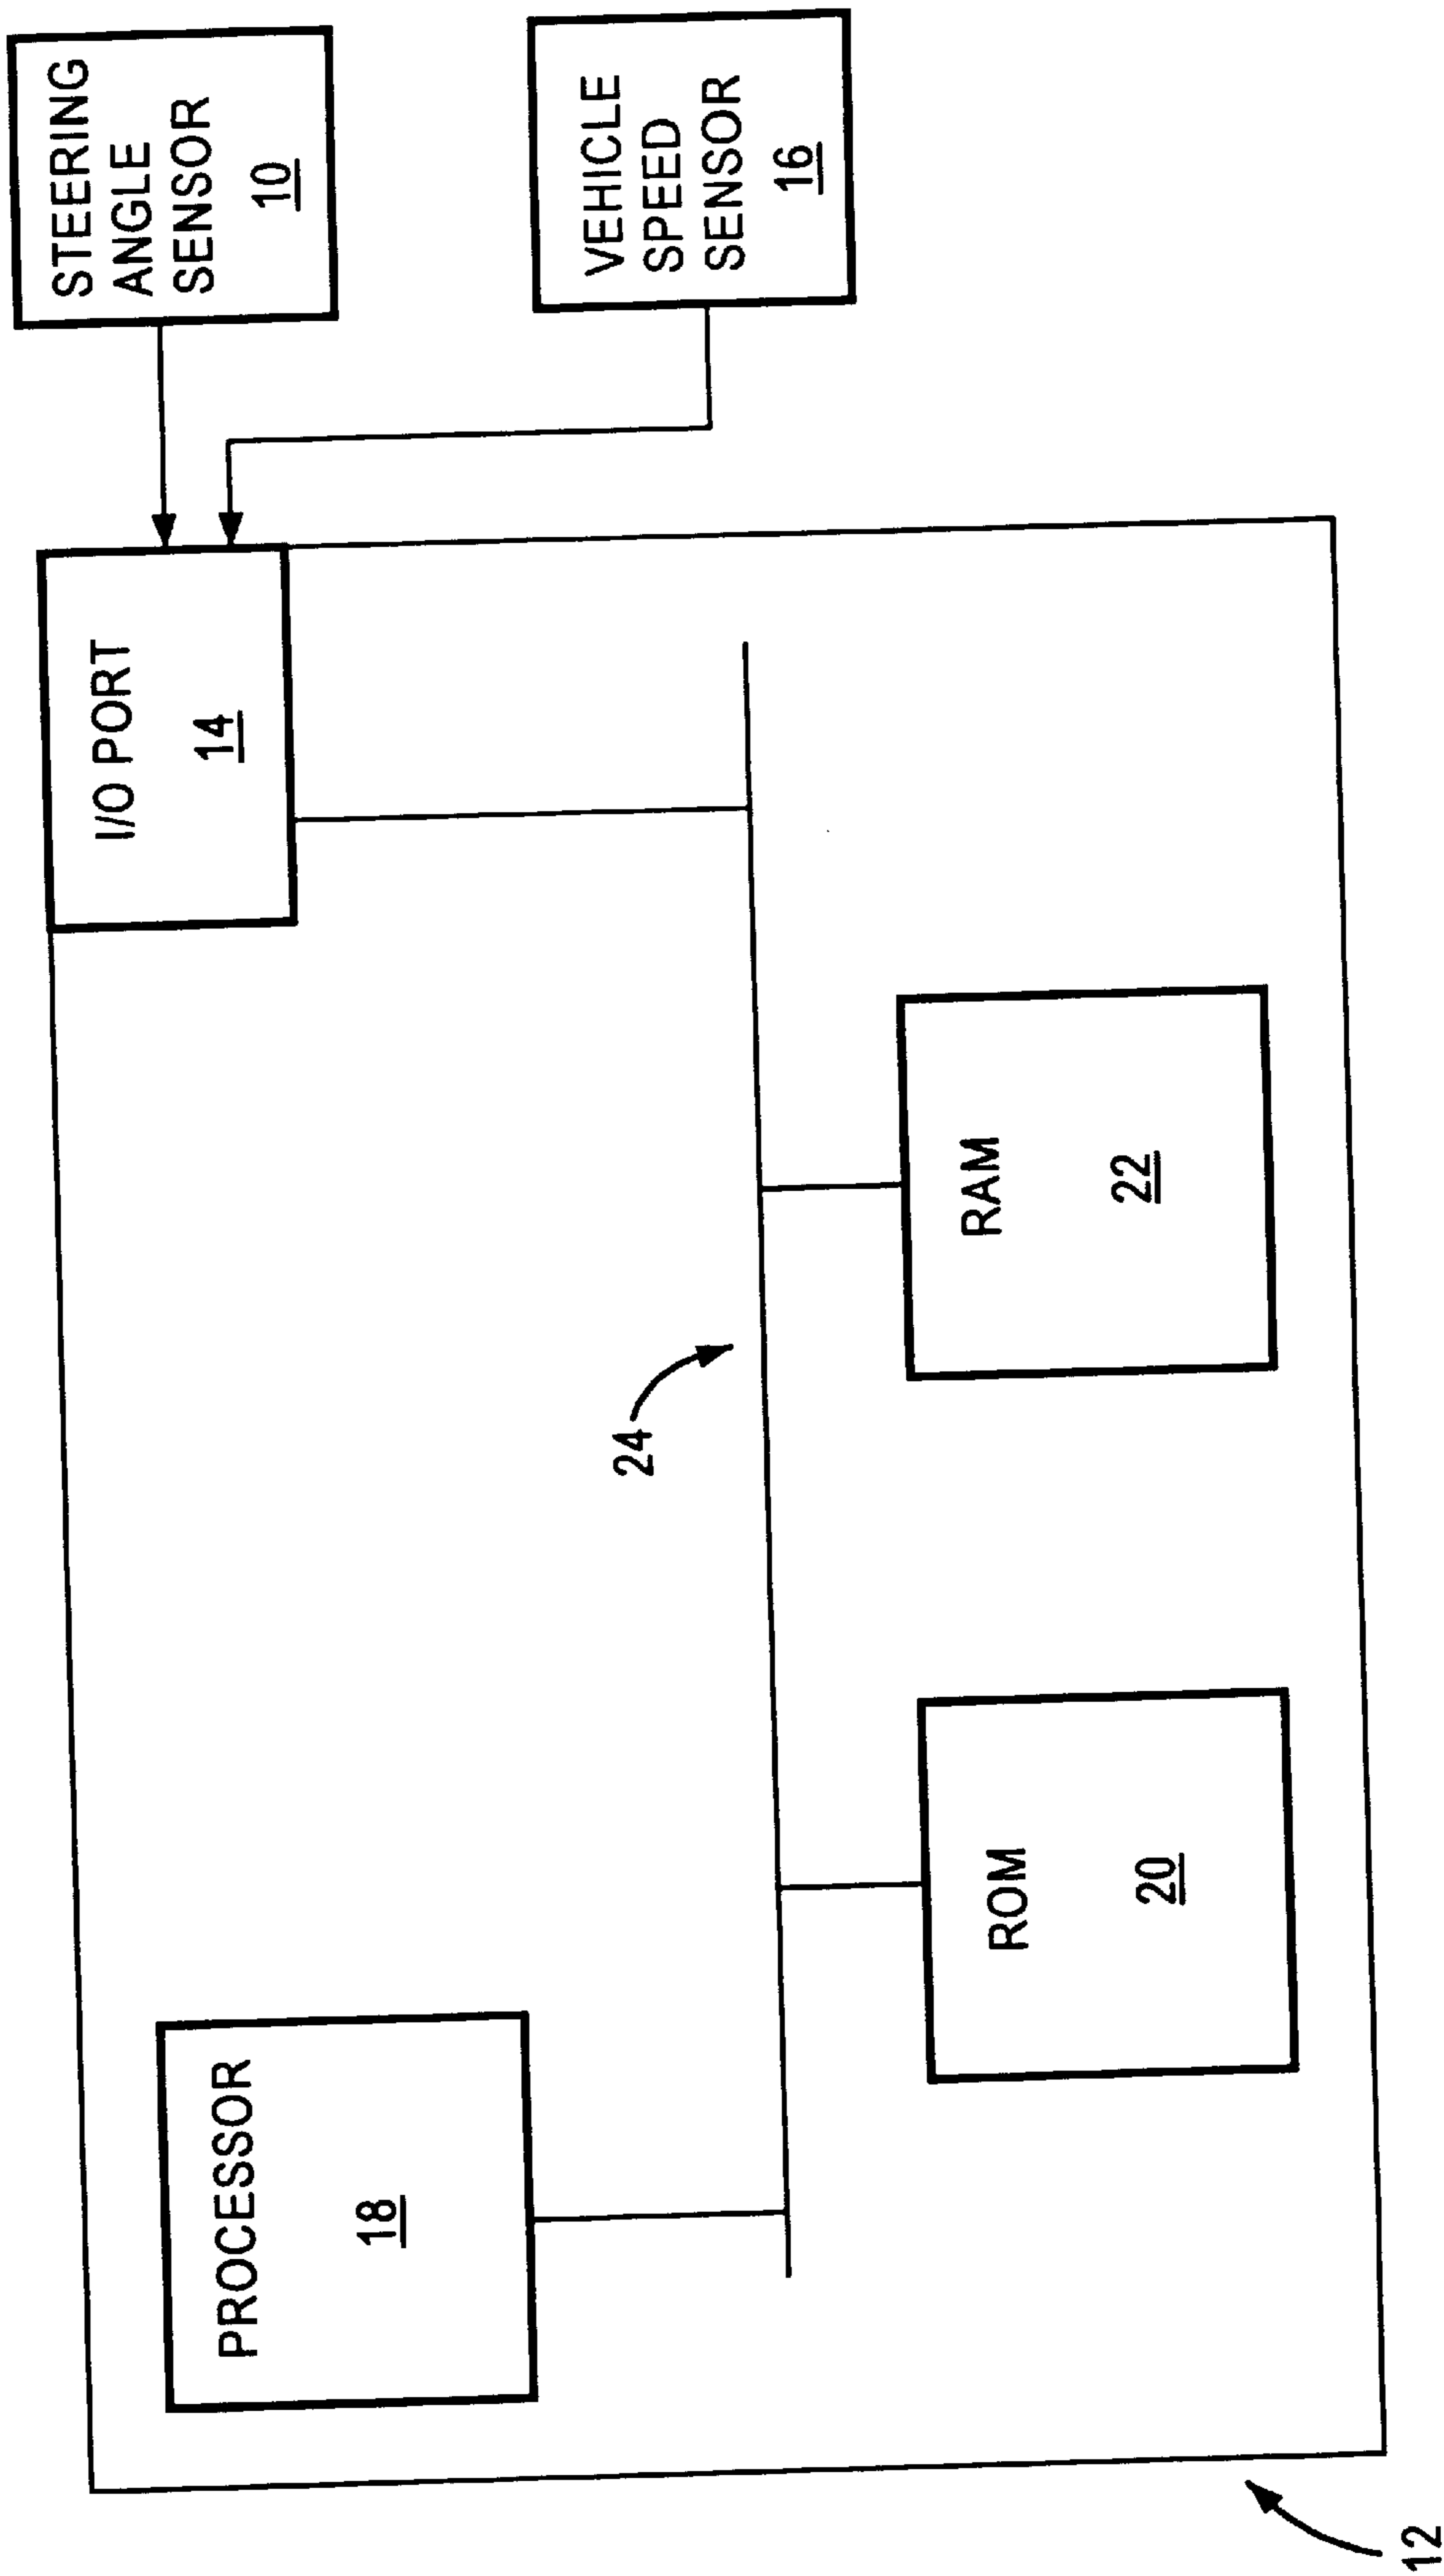 PROCESSOR
18
I/O PORT
14
STEERING
ANGLE
SENSOR
10
VEHICLE
SPEED
SENSOR
16
24
ROM
20
RAM
22
12